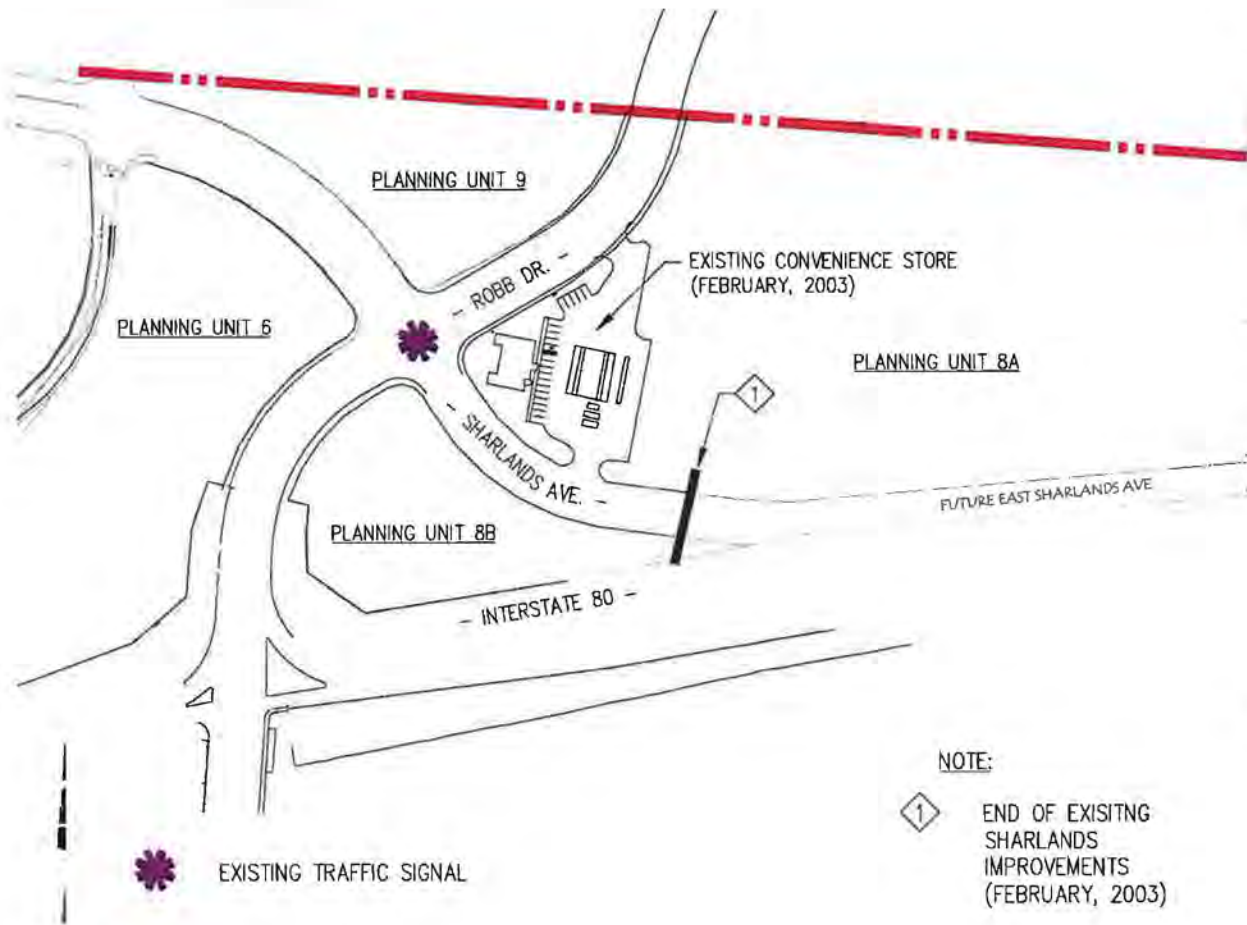 PLANNING UNIT 9
- ROBB DR. -
EXISTING CONVENIENCE STORE
(FEBRUARY, 2003)
PLANNING UNIT 6
PLANNING UNIT 8A
1
- SHARLANDS AVE. -
FUTURE EAST SHARLANDS AVE
PLANNING UNIT 8B
- INTERSTATE 80 -
NOTE:
1 END OF EXISITNG
SHARLANDS
IMPROVEMENTS
(FEBRUARY, 2003)
EXISTING TRAFFIC SIGNAL